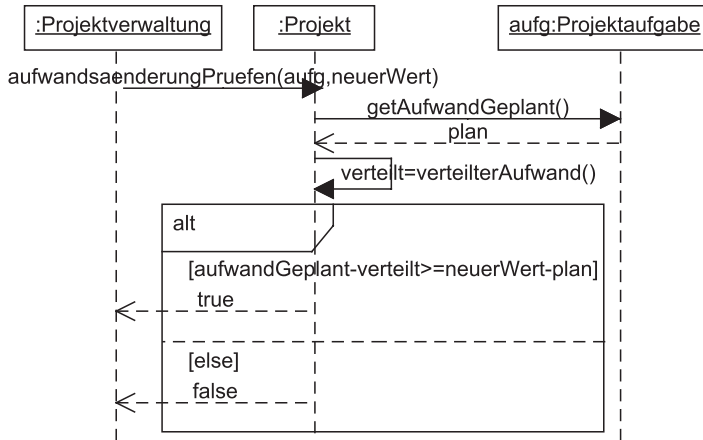 :Projektverwaltung
:Projekt
aufg:Projektaufgabe
aufwandsaenderungPruefen(aufg,neuerWert)
getAufwandGeplant()
plan
verteilt=verteilterAufwand()
alt
[aufwandGeplant-verteilt>=neuerWert-plan]
true
[else]
false